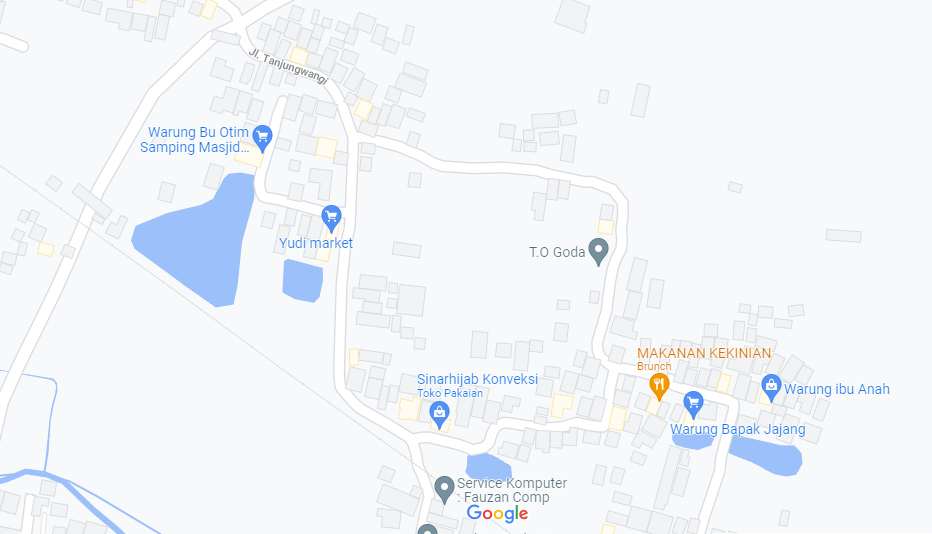 Jl. Tanjungwangi
Warung Bu Otim
Samping Masjid...
Yudi market
T.O Goda
MAKANAN KEKINIAN
Brunch
Sinarhijab Konveksi
Toko Pakaian
Warung ibu Anah
Warung Bapak Jajang
Service Komputer
: Fauzan Comp
Google